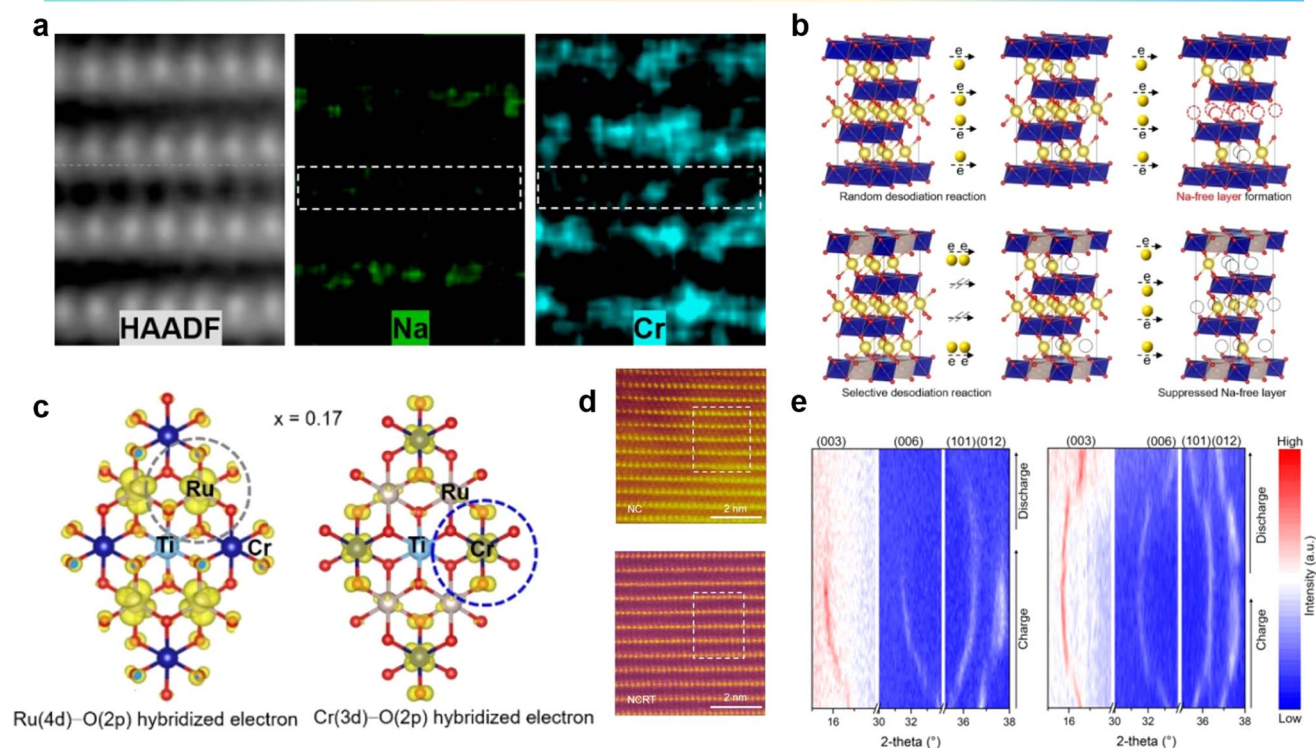 a
HAADF
Na
Cr
b
e e e
e e
e e
Random desodiation reaction
Na-free layer formation
e e e
e e
e e
Selective desodiation reaction
Suppressed Na-free layer
c
x = 0.17
Ru
Ti
Cr
Ru
Ti
Cr
Ru(4d)–O(2p) hybridized electron
Cr(3d)–O(2p) hybridized electron
d
NC
2 nm
NCRT
2 nm
e
(003) (006) (101)(012)
(003) (006) (101)(012)
Discharge
Charge
Discharge
Charge
High
Intensity (a.u.)
Low
16 30 32 36 38
16 30 32 36 38
2-theta (°)
2-theta (°)